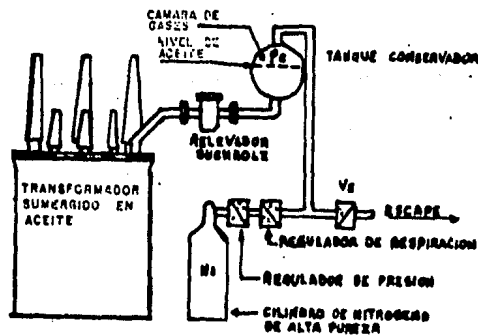 CAMARA DE
GASES
NIVEL DE
ACEITE
TANQUE CONSERVADOR
RELEVADOR
BUCHHOLZ
TRANSFORMADOR
SUMERGIDO EN
ACEITE
VE
ESCAPE
REGULADOR DE RESPIRACION
REGULADOR DE PRESION
CILINDRO DE NITROGENO
DE ALTA PUREZA